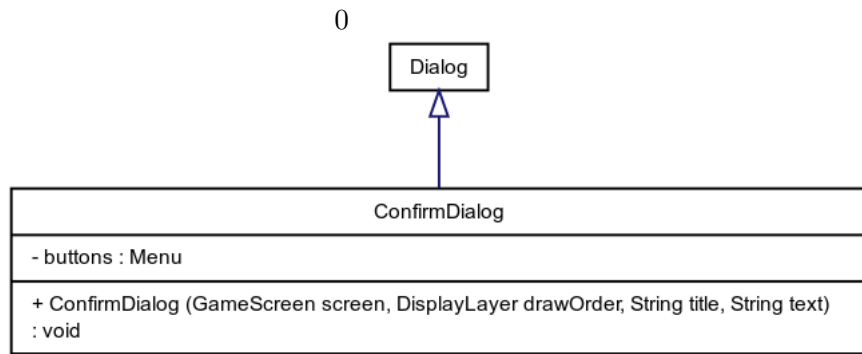 0
Dialog
ConfirmDialog
- buttons : Menu
+ ConfirmDialog (GameScreen screen, DisplayLayer drawOrder, String title, String text)
: void